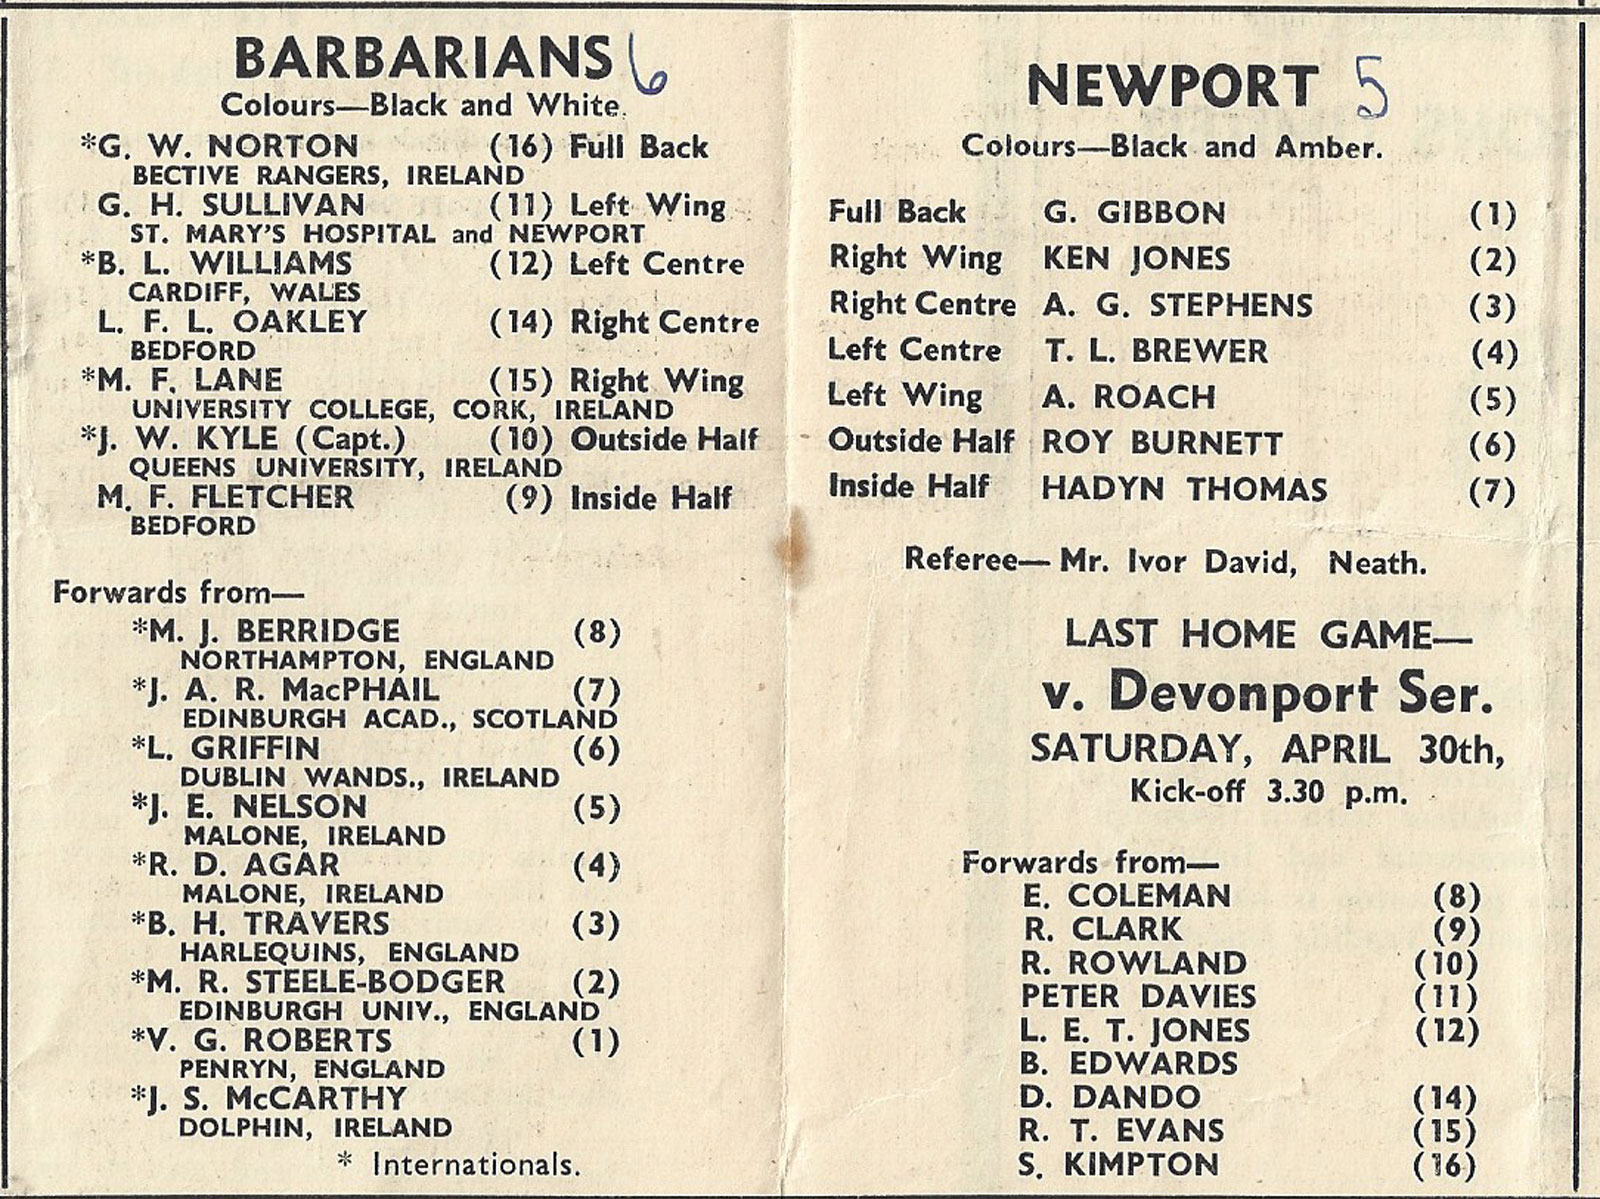 BARBARIANS 6
Colours—Black and White.
*G. W. NORTON (16) Full Back
BECTIVE RANGERS, IRELAND
G. H. SULLIVAN (11) Left Wing
ST. MARY'S HOSPITAL and NEWPORT
*B. L. WILLIAMS (12) Left Centre
CARDIFF, WALES
L. F. L. OAKLEY (14) Right Centre
BEDFORD
*M. F. LANE (15) Right Wing
UNIVERSITY COLLEGE, CORK, IRELAND
*J. W. KYLE (Capt.) (10) Outside Half
QUEENS UNIVERSITY, IRELAND
M. F. FLETCHER (9) Inside Half
BEDFORD
Forwards from—
*M. J. BERRIDGE (8)
NORTHAMPTON, ENGLAND
*J. A. R. MacPHAIL (7)
EDINBURGH ACAD., SCOTLAND
*L. GRIFFIN (6)
DUBLIN WANDS., IRELAND
*J. E. NELSON (5)
MALONE, IRELAND
*R. D. AGAR (4)
MALONE, IRELAND
*B. H. TRAVERS (3)
HARLEQUINS, ENGLAND
*M. R. STEELE-BODGER (2)
EDINBURGH UNIV., ENGLAND
*V. G. ROBERTS (1)
PENRYN, ENGLAND
*J. S. McCARTHY
DOLPHIN, IRELAND
* Internationals.
NEWPORT 5
Colours—Black and Amber.
Full Back G. GIBBON (1)
Right Wing KEN JONES (2)
Right Centre A. G. STEPHENS (3)
Left Centre T. L. BREWER (4)
Left Wing A. ROACH (5)
Outside Half ROY BURNETT (6)
Inside Half HADYN THOMAS (7)
Referee— Mr. Ivor David, Neath.
LAST HOME GAME—
v. Devonport Ser.
SATURDAY, APRIL 30th,
Kick-off 3.30 p.m.
Forwards from—
E. COLEMAN (8)
R. CLARK (9)
R. ROWLAND (10)
PETER DAVIES (11)
L. E. T. JONES (12)
B. EDWARDS
D. DANDO (14)
R. T. EVANS (15)
S. KIMPTON (16)